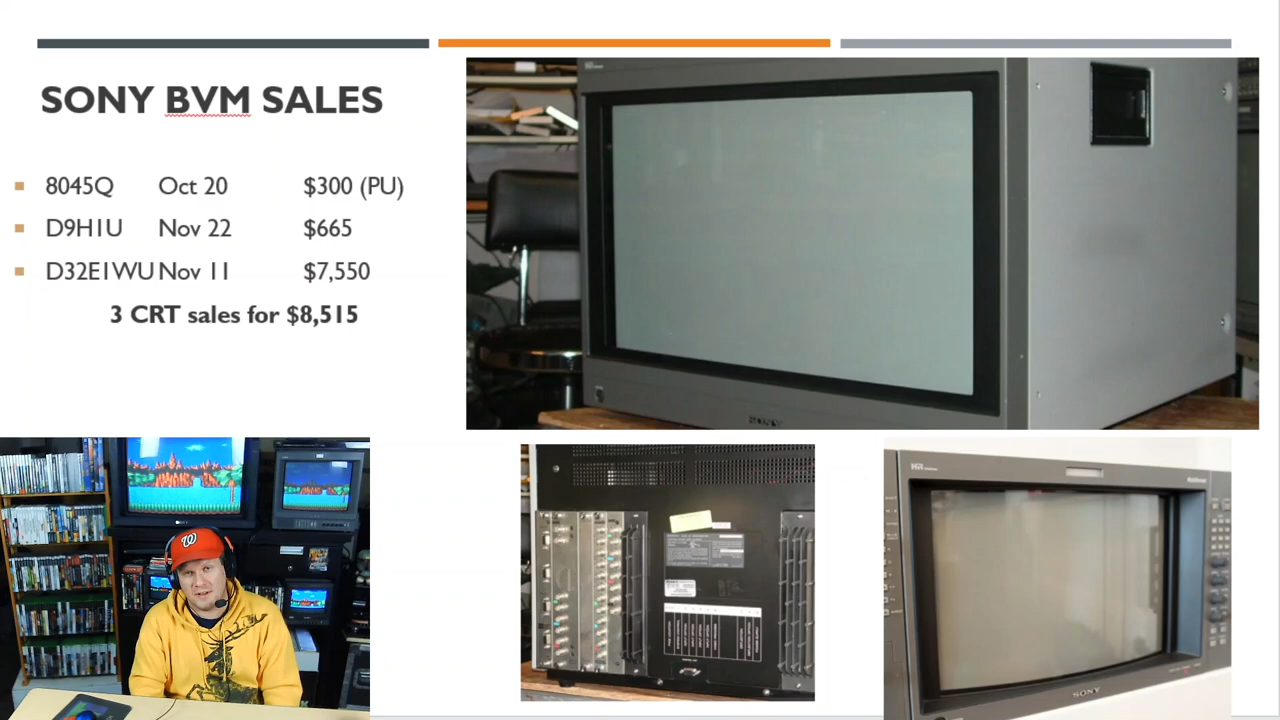 SONY BVM SALES
8045Q Oct 20 $300 (PU)
D9H1U Nov 22 $665
D32E1WU Nov 11 $7,550
3 CRT sales for $8,515
SONY
W
SONY